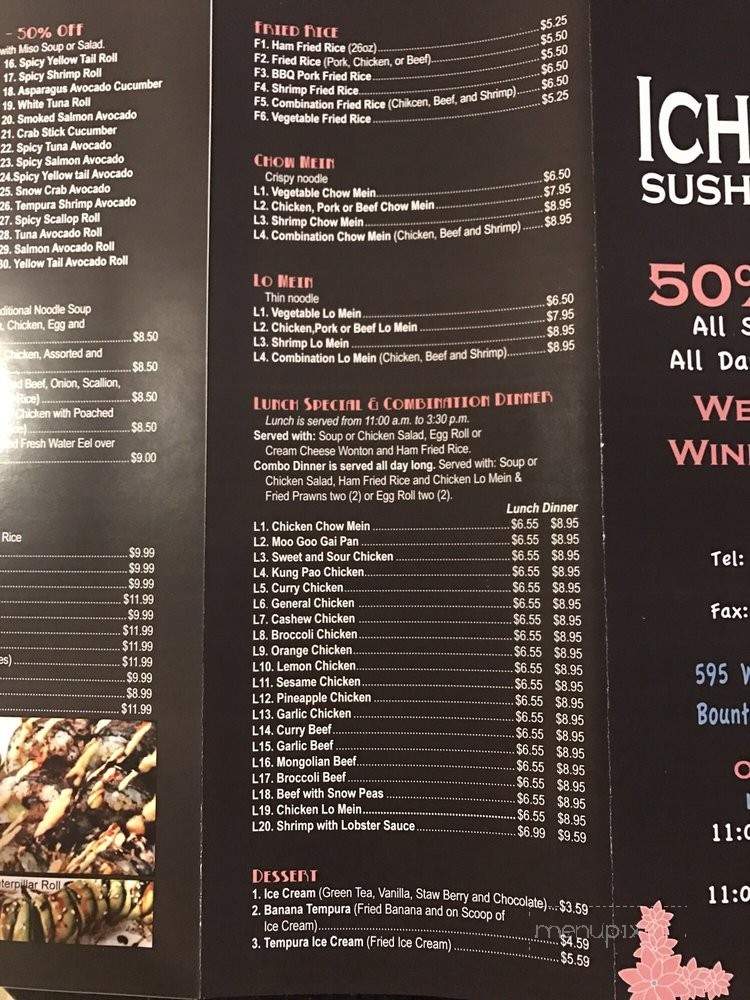 - 50% OFF
with Miso Soup or Salad.
16. Spicy Yellow Tail Roll
17. Spicy Shrimp Roll
18. Asparagus Avocado Cucumber
19. White Tuna Roll
20. Smoked Salmon Avocado
21. Crab Stick Cucumber
22. Spicy Tuna Avocado
23. Spicy Salmon Avocado
24.Spicy Yellow tail Avocado
25. Snow Crab Avocado
26. Tempura Shrimp Avocado
27. Spicy Scallop Roll
28. Tuna Avocado Roll
29. Salmon Avocado Roll
30. Yellow Tail Avocado Roll
ditional Noodle Soup
, Chicken, Egg and
$8.50
Chicken, Assorted and
$8.50
d Beef, Onion, Scallion,
Rice) $8.50
Chicken with Poached
$8.50
d Fresh Water Eel over
$9.00
Rice
$9.99
$9.99
$9.99
$11.99
$9.99
$11.99
$11.99
es) $11.99
$9.99
$8.99
$11.99
terpillar Roll
FRIED RICE
F1. Ham Fried Rice (26oz) $5.25
F2. Fried Rice (Pork, Chicken, or Beef) $5.50
F3. BBQ Pork Fried Rice $5.50
F4. Shrimp Fried Rice $6.50
F5. Combination Fried Rice (Chikcen, Beef, and Shrimp) $6.50
F6. Vegetable Fried Rice $5.25
CHOW MEIN
Crispy noodle
L1. Vegetable Chow Mein $6.50
L2. Chicken, Pork or Beef Chow Mein $7.95
L3. Shrimp Chow Mein $8.95
L4. Combination Chow Mein (Chicken, Beef and Shrimp) $8.95
LO MEIN
Thin noodle
L1. Vegetable Lo Mein $6.50
L2. Chicken,Pork or Beef Lo Mein $7.95
L3. Shrimp Lo Mein $8.95
L4. Combination Lo Mein (Chicken, Beef and Shrimp) $8.95
LUNCH SPECIAL & COMBINATION DINNER
Lunch is served from 11:00 a.m. to 3:30 p.m.
Served with: Soup or Chicken Salad, Egg Roll or
Cream Cheese Wonton and Ham Fried Rice.
Combo Dinner is served all day long. Served with: Soup or
Chicken Salad, Ham Fried Rice and Chicken Lo Mein &
Fried Prawns two (2) or Egg Roll two (2).
Lunch Dinner
L1. Chicken Chow Mein $6.55 $8.95
L2. Moo Goo Gai Pan $6.55 $8.95
L3. Sweet and Sour Chicken $6.55 $8.95
L4. Kung Pao Chicken $6.55 $8.95
L5. Curry Chicken $6.55 $8.95
L6. General Chicken $6.55 $8.95
L7. Cashew Chicken $6.55 $8.95
L8. Broccoli Chicken $6.55 $8.95
L9. Orange Chicken $6.55 $8.95
L10. Lemon Chicken $6.55 $8.95
L11. Sesame Chicken $6.55 $8.95
L12. Pineapple Chicken $6.55 $8.95
L13. Garlic Chicken $6.55 $8.95
L14. Curry Beef $6.55 $8.95
L15. Garlic Beef $6.55 $8.95
L16. Mongolian Beef $6.55 $8.95
L17. Broccoli Beef $6.55 $8.95
L18. Beef with Snow Peas $6.55 $8.95
L19. Chicken Lo Mein $6.55 $8.95
L20. Shrimp with Lobster Sauce $6.99 $9.59
DESSERT
1. Ice Cream (Green Tea, Vanilla, Staw Berry and Chocolate) $3.59
2. Banana Tempura (Fried Banana and on Scoop of
Ice Cream) $4.59
3. Tempura Ice Cream (Fried Ice Cream) $5.59
ICH
SUSH
50%
All S
All Da
WE
WIN
Tel:
Fax:
595 W
Bount
11:0
11:0
menupix